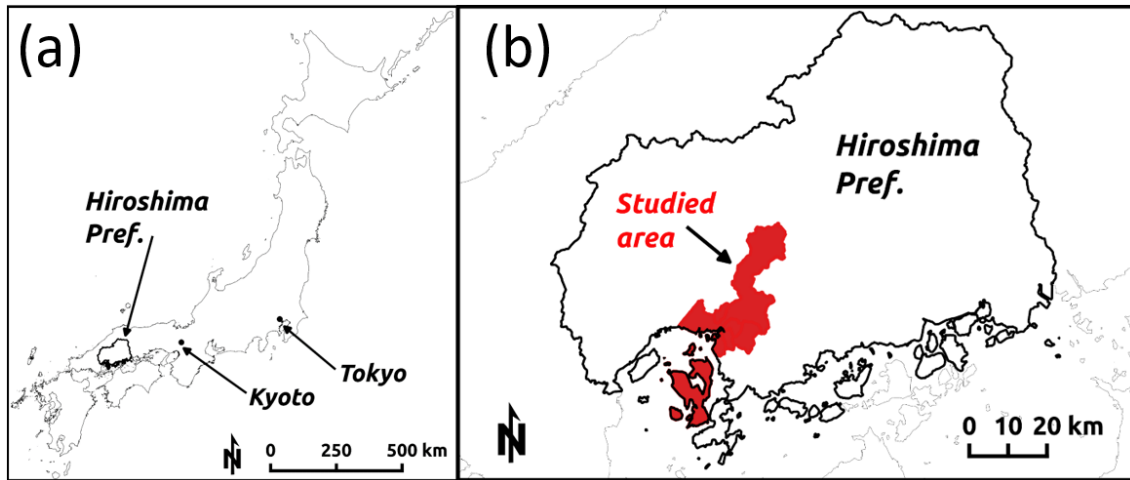 (a)
Hiroshima
Pref.
Tokyo
Kyoto
N
0 250 500 km
(b)
Hiroshima
Pref.
Studied
area
N
0 10 20 km